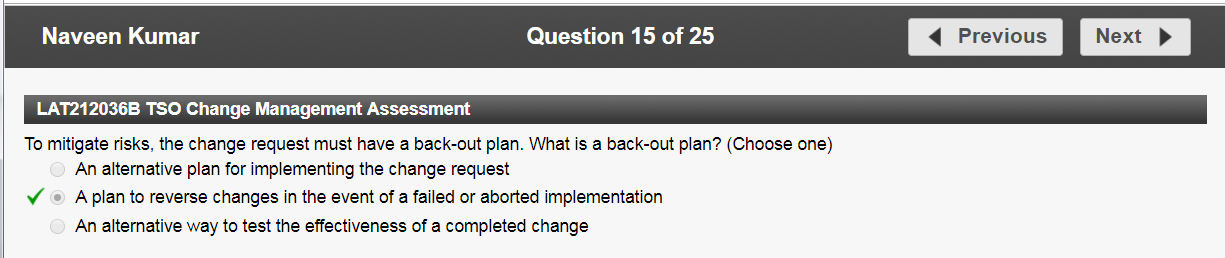 Naveen Kumar Question 15 of 25 Previous Next
LAT212036B TSO Change Management Assessment
To mitigate risks, the change request must have a back-out plan. What is a back-out plan? (Choose one)
An alternative plan for implementing the change request
A plan to reverse changes in the event of a failed or aborted implementation
An alternative way to test the effectiveness of a completed change